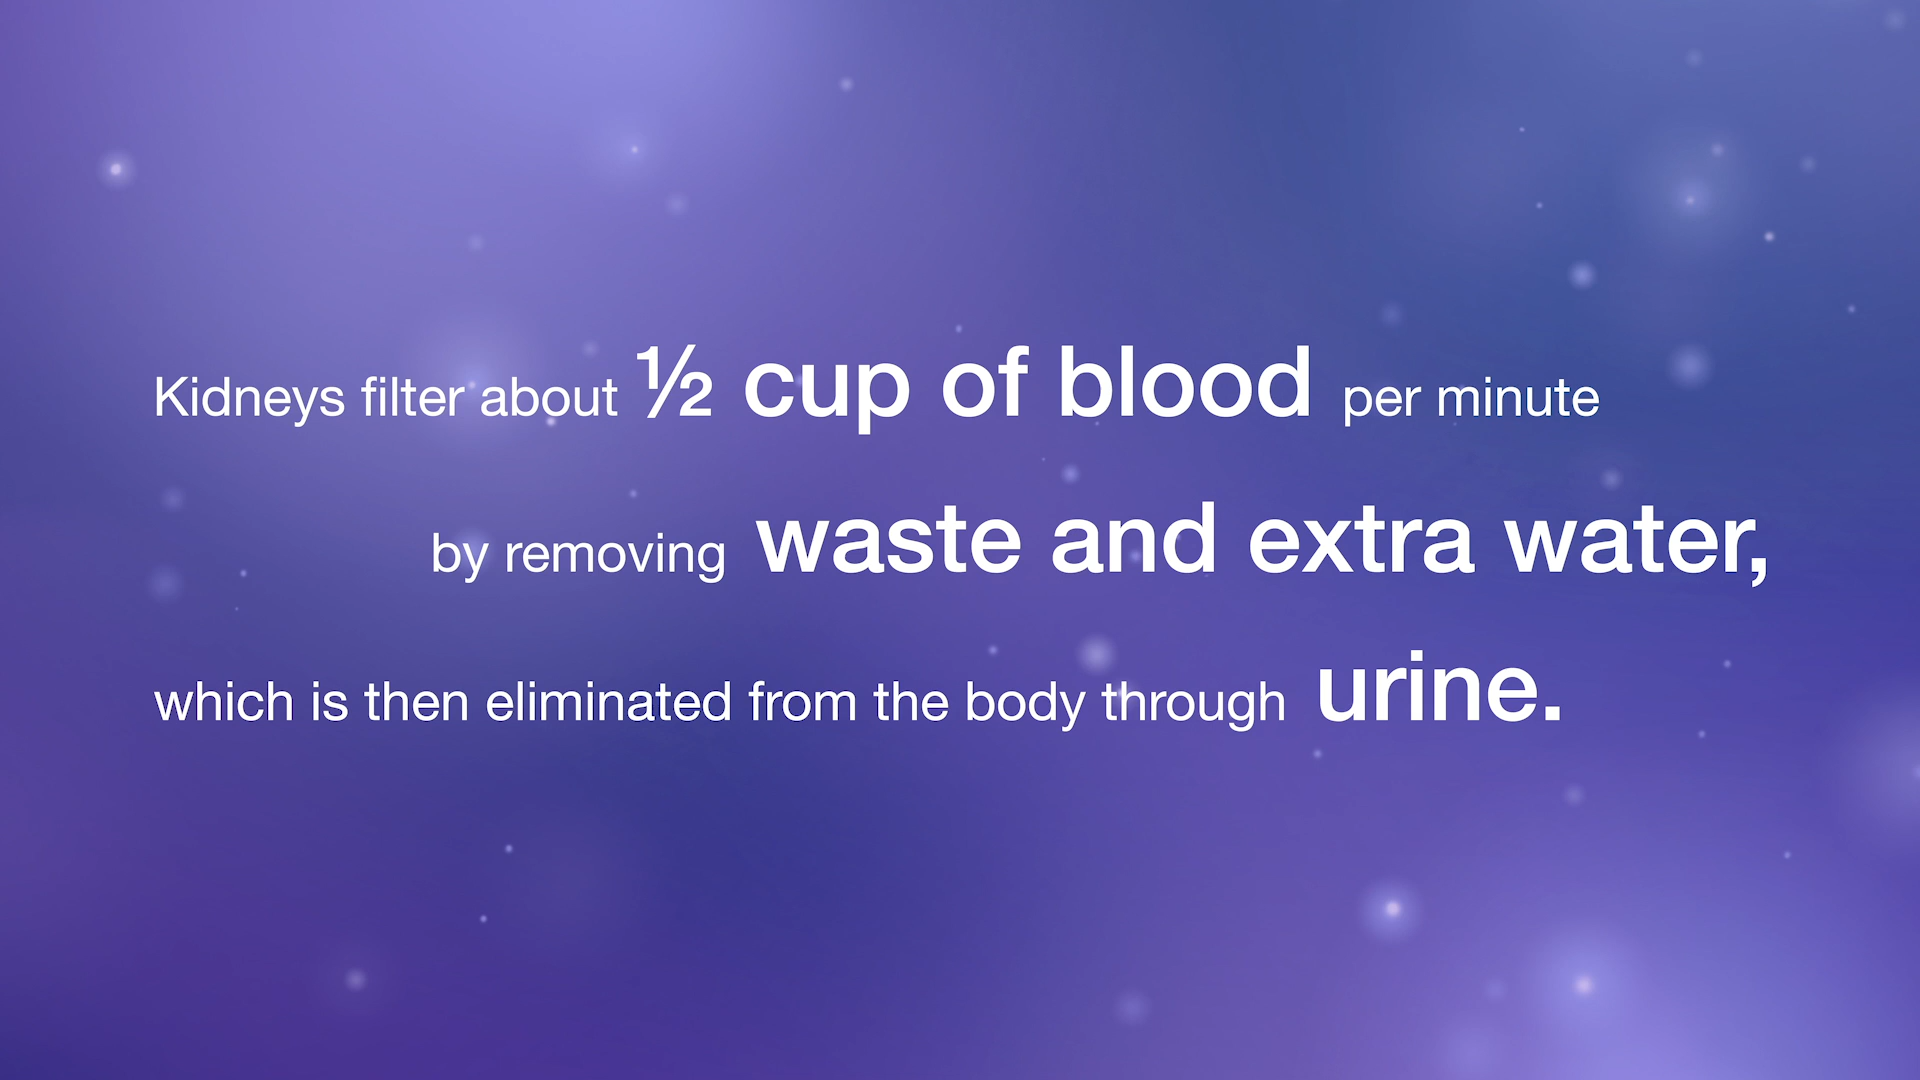 Kidneys filter about ½ cup of blood per minute
by removing waste and extra water,
which is then eliminated from the body through urine.